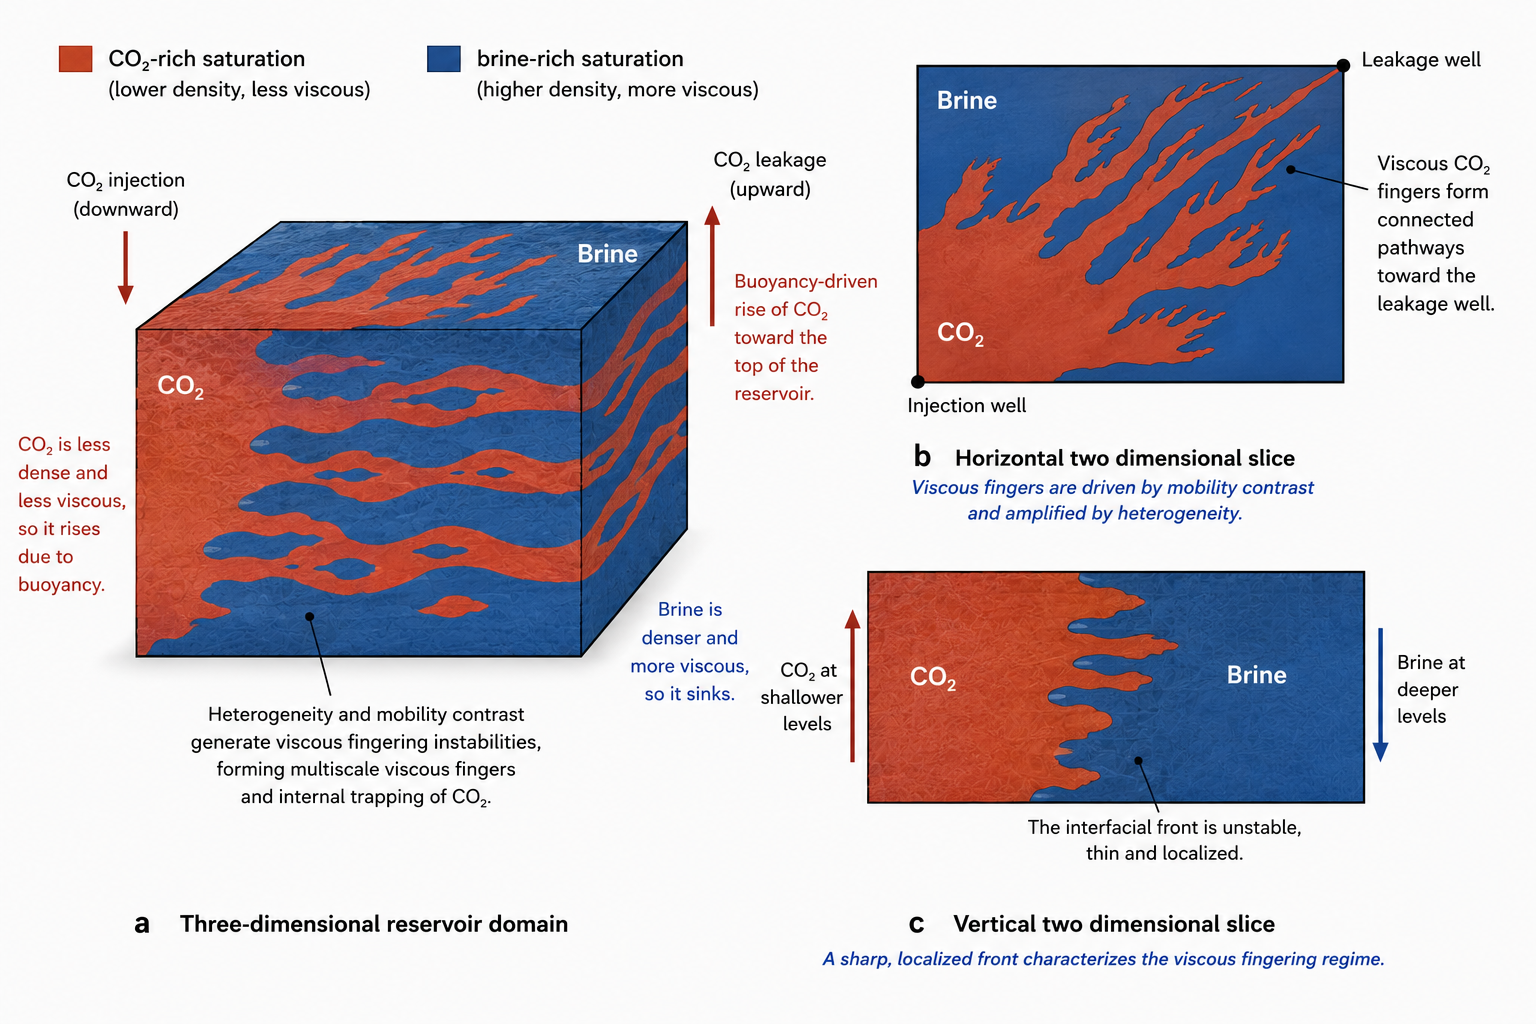 CO₂-rich saturation
(lower density, less viscous)
brine-rich saturation
(higher density, more viscous)
CO₂ injection
(downward)
CO₂ leakage
(upward)
Brine
CO₂
Buoyancy-driven
rise of CO₂
toward the
top of the
reservoir.
CO₂ is less
dense and
less viscous,
so it rises
due to
buoyancy.
Brine is
denser and
more viscous,
so it sinks.
Heterogeneity and mobility contrast
generate viscous fingering instabilities,
forming multiscale viscous fingers
and internal trapping of CO₂.
a Three-dimensional reservoir domain
Leakage well
Brine
Viscous CO₂
fingers form
connected
pathways
toward the
leakage well.
CO₂
Injection well
b Horizontal two dimensional slice
Viscous fingers are driven by mobility contrast
and amplified by heterogeneity.
CO₂ at
shallower
levels
CO₂
Brine
Brine at
deeper
levels
The interfacial front is unstable,
thin and localized.
c Vertical two dimensional slice
A sharp, localized front characterizes the viscous fingering regime.